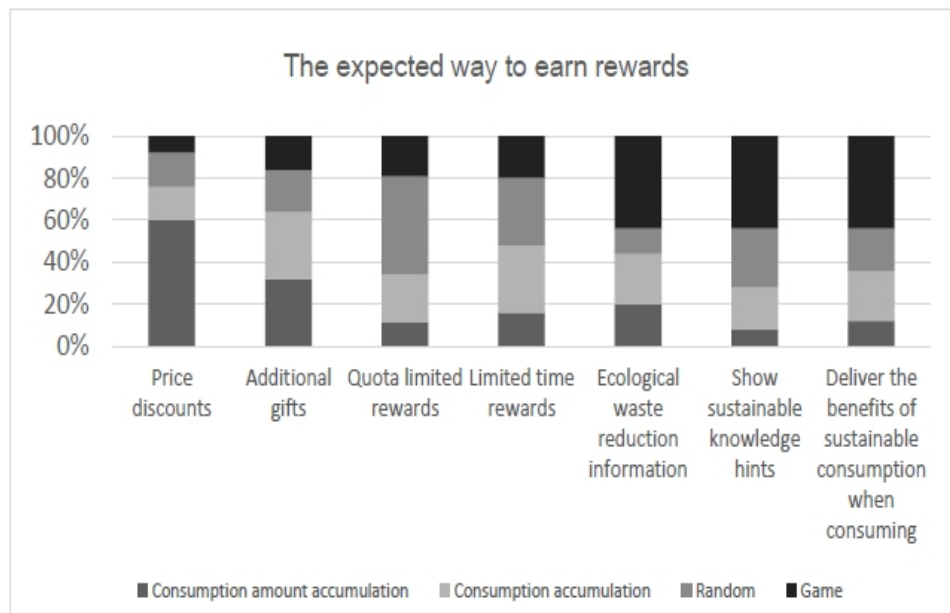 The expected way to earn rewards
100%
80%
60%
40%
20%
0%
Price
discounts
Additional
gifts
Quota limited
rewards
Limited time
rewards
Ecological
waste
reduction
information
Show
sustainable
knowledge
hints
Deliver the
benefits of
sustainable
consumption
when
consuming
Consumption amount accumulation
Consumption accumulation
Random
Game